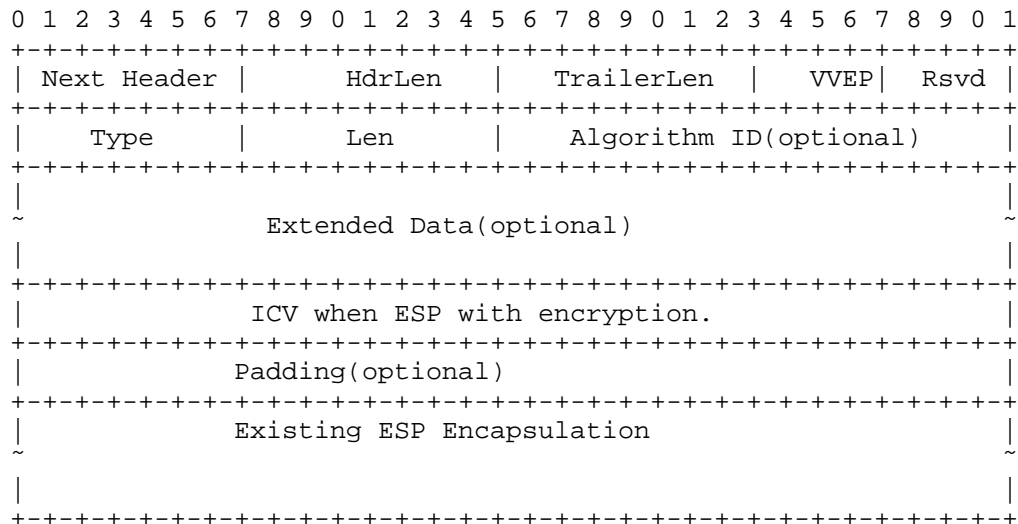 0 1 2 3 4 5 6 7 8 9 0 1 2 3 4 5 6 7 8 9 0 1 2 3 4 5 6 7 8 9 0 1
+-+-+-+-+-+-+-+-+-+-+-+-+-+-+-+-+-+-+-+-+-+-+-+-+-+-+-+-+-+-+-+
| Next Header | HdrLen | TrailerLen | VVEP| Rsvd |
+-+-+-+-+-+-+-+-+-+-+-+-+-+-+-+-+-+-+-+-+-+-+-+-+-+-+-+-+-+-+-+
| Type | Len | Algorithm ID(optional) |
+-+-+-+-+-+-+-+-+-+-+-+-+-+-+-+-+-+-+-+-+-+-+-+-+-+-+-+-+-+-+-+
| |
~ Extended Data(optional) ~
| |
+-+-+-+-+-+-+-+-+-+-+-+-+-+-+-+-+-+-+-+-+-+-+-+-+-+-+-+-+-+-+-+
| ICV when ESP with encryption. |
+-+-+-+-+-+-+-+-+-+-+-+-+-+-+-+-+-+-+-+-+-+-+-+-+-+-+-+-+-+-+-+
| Padding(optional) |
+-+-+-+-+-+-+-+-+-+-+-+-+-+-+-+-+-+-+-+-+-+-+-+-+-+-+-+-+-+-+-+
| Existing ESP Encapsulation |
~ ~
| |
+-+-+-+-+-+-+-+-+-+-+-+-+-+-+-+-+-+-+-+-+-+-+-+-+-+-+-+-+-+-+-+